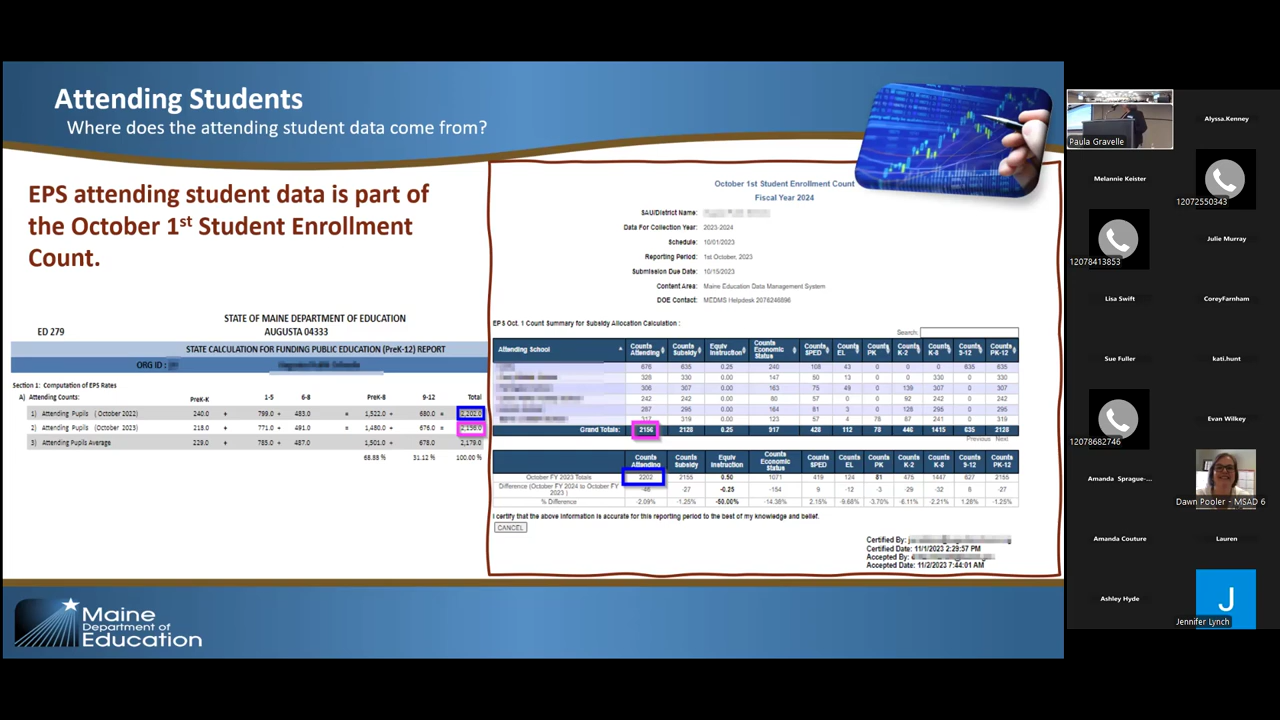 Attending Students
Where does the attending student data come from?
EPS attending student data is part of
the October 1st Student Enrollment
Count.
STATE OF MAINE DEPARTMENT OF EDUCATION
ED 279
AUGUSTA 04333
STATE CALCULATION FOR FUNDING PUBLIC EDUCATION (PreK-12) REPORT
ORG ID :
Section 1: Computation of EPS Rates
A) Attending Counts: PreK-K 1-5 6-8 PreK-8 9-12 Total
1) Attending Pupils (October 2022) 240.0 + 799.0 + 483.0 = 1,522.0 + 680.0 = 2,202.0
2) Attending Pupils (October 2023) 218.0 + 771.0 + 491.0 = 1,480.0 + 676.0 = 2,156.0
3) Attending Pupils Average 229.0 + 785.0 + 487.0 = 1,501.0 + 678.0 = 2,179.0
68.88 % 31.12 % 100.00 %
October 1st Student Enrollment Count
Fiscal Year 2024
SAU/District Name:
Data For Collection Year: 2023-2024
Schedule: 10/01/2023
Reporting Period: 1st October, 2023
Submission Due Date: 10/15/2023
Content Area: Maine Education Data Management System
DOE Contact: MEDMS Helpdesk 2076246896
EPS Oct. 1 Count Summary for Subsidy Allocation Calculation :
Search:
Attending School Counts Attending Counts Subsidy Equiv Instruction Counts Economic Status Counts SPED Counts EL Counts PK Counts K-2 Counts K-8 Counts 9-12 Counts PK-12
676 635 0.25 240 108 43 0 0 0 635 635
328 330 0.00 147 50 13 0 0 330 0 330
306 307 0.00 163 75 49 0 139 307 0 307
242 242 0.00 80 57 0 242 0 242
287 295 0.00 164 81 3 0 295 0 295
317 319 0.00 123 57 4 241 0 319
Grand Totals: 2156 2128 0.25 917 428 112 78 446 1415 635 2128
Previous Next
Counts Attending Counts Subsidy Equiv Instruction Counts Economic Status Counts SPED Counts EL Counts PK Counts K-2 Counts K-8 Counts 9-12 Counts PK-12
October FY 2023 Totals 2202 2155 0.50 1071 419 124 81 475 1447 627 2155
Difference (October FY 2024 to October FY 2023 ) -46 -27 -0.25 -154 9 -12 -3 -29 -32 8 -27
% Difference -2.09% -1.25% -50.00% -14.38% 2.15% -9.68% -3.70% -6.11% -2.21% 1.28% -1.25%
I certify that the above information is accurate for this reporting period to the best of my knowledge and belief.
CANCEL
Certified By:
Certified Date: 11/1/2023 2:29:57 PM
Accepted By:
Accepted Date: 11/2/2023 7:44:01 AM
Maine
Department of
Education
Paula Gravelle
Alyssa.Kenney
Melannie Keister
12072550343
12078413853
Julie Murray
Lisa Swift
CoreyFarnham
Sue Fuller
kati.hunt
12078682746
Evan Wilkey
Amanda Sprague-...
Dawn Pooler - MSAD 6
Amanda Couture
Lauren
Ashley Hyde
J
Jennifer Lynch